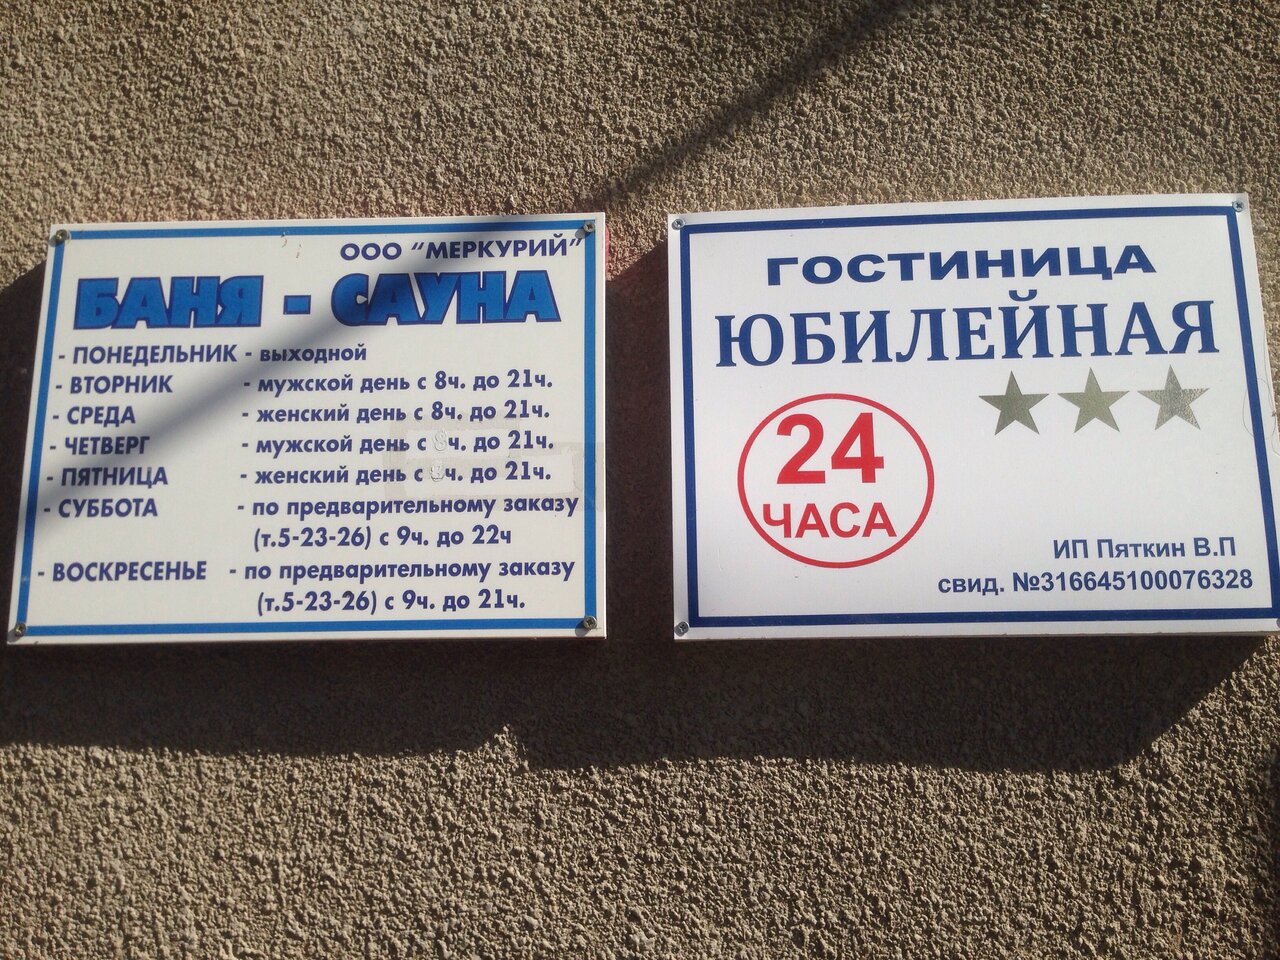 ООО "МЕРКУРИЙ"
БАНЯ - САУНА
- ПОНЕДЕЛЬНИК - выходной
- ВТОРНИК - мужской день с 8ч. до 21ч.
- СРЕДА - женский день с 8ч. до 21ч.
- ЧЕТВЕРГ - мужской день с 8ч. до 21ч.
- ПЯТНИЦА - женский день с ч. до 21ч.
- СУББОТА - по предварительному заказу
(т.5-23-26) с 9ч. до 22ч
- ВОСКРЕСЕНЬЕ - по предварительному заказу
(т.5-23-26) с 9ч. до 21ч.
ГОСТИНИЦА
ЮБИЛЕЙНАЯ
24
ЧАСА
ИП Пяткин В.П
свид. №316645100076328